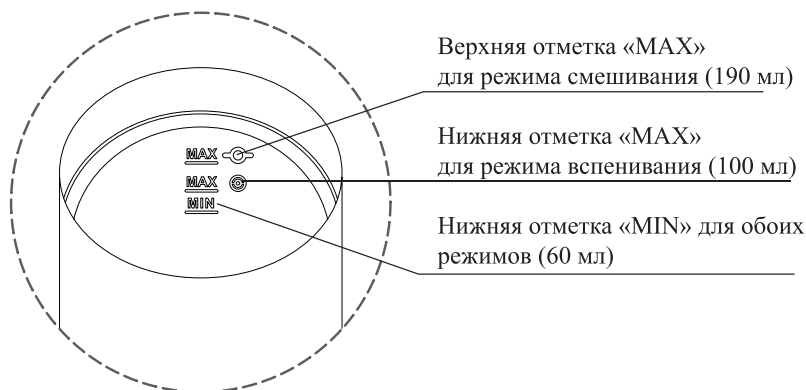 Верхняя отметка «MAX»
для режима смешивания (190 мл)
MAX
Нижняя отметка «MAX»
для режима вспенивания (100 мл)
MAX
MIN
Нижняя отметка «MIN» для обоих
режимов (60 мл)